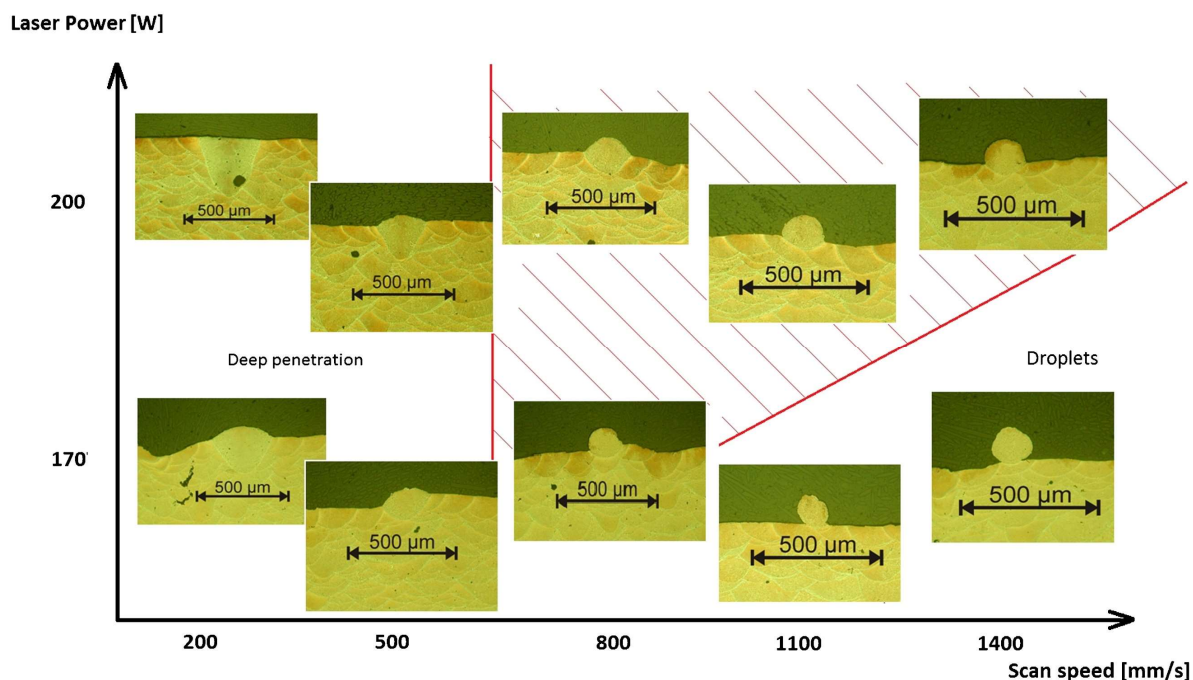 Laser Power [W]
200
500 µm
500 µm
500 µm
500 µm
500 µm
Deep penetration
Droplets
170
500 µm
500 µm
500 µm
500 µm
500 µm
200
500
800
1100
1400
Scan speed [mm/s]